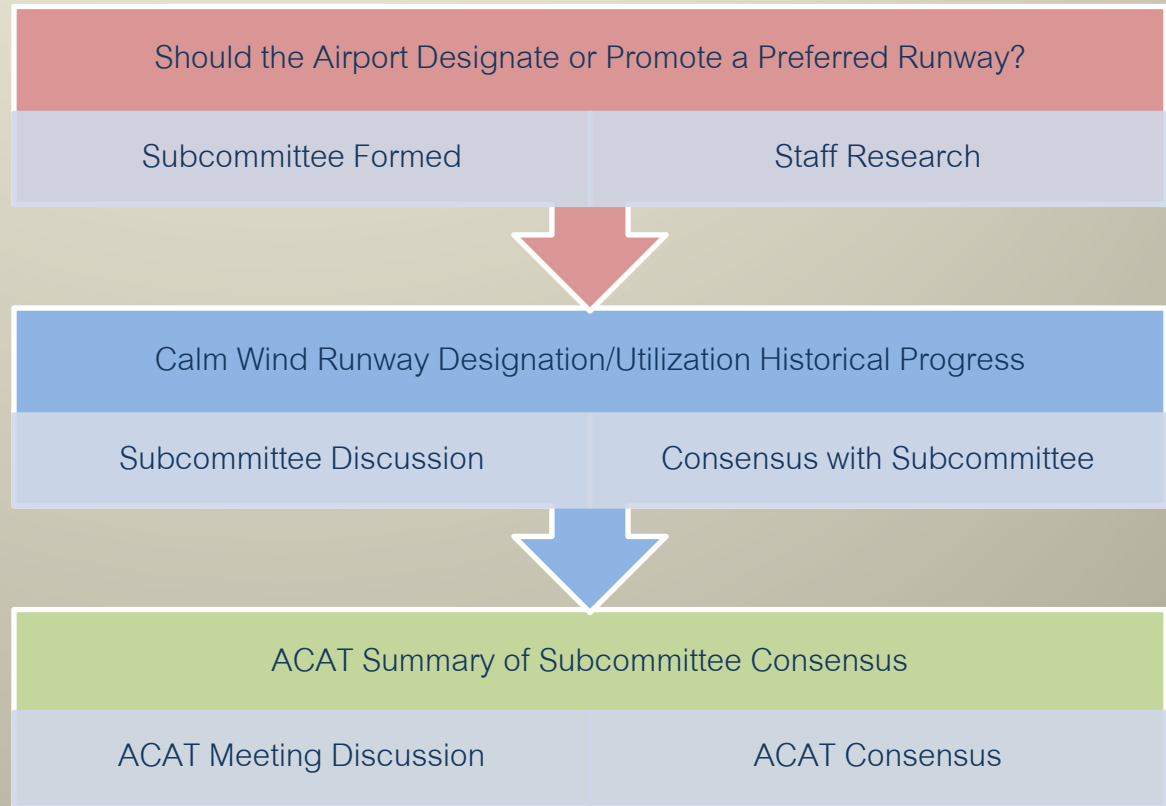 Should the Airport Designate or Promote a Preferred Runway?
Subcommittee Formed
Staff Research
Calm Wind Runway Designation/Utilization Historical Progress
Subcommittee Discussion
Consensus with Subcommittee
ACAT Summary of Subcommittee Consensus
ACAT Meeting Discussion
ACAT Consensus